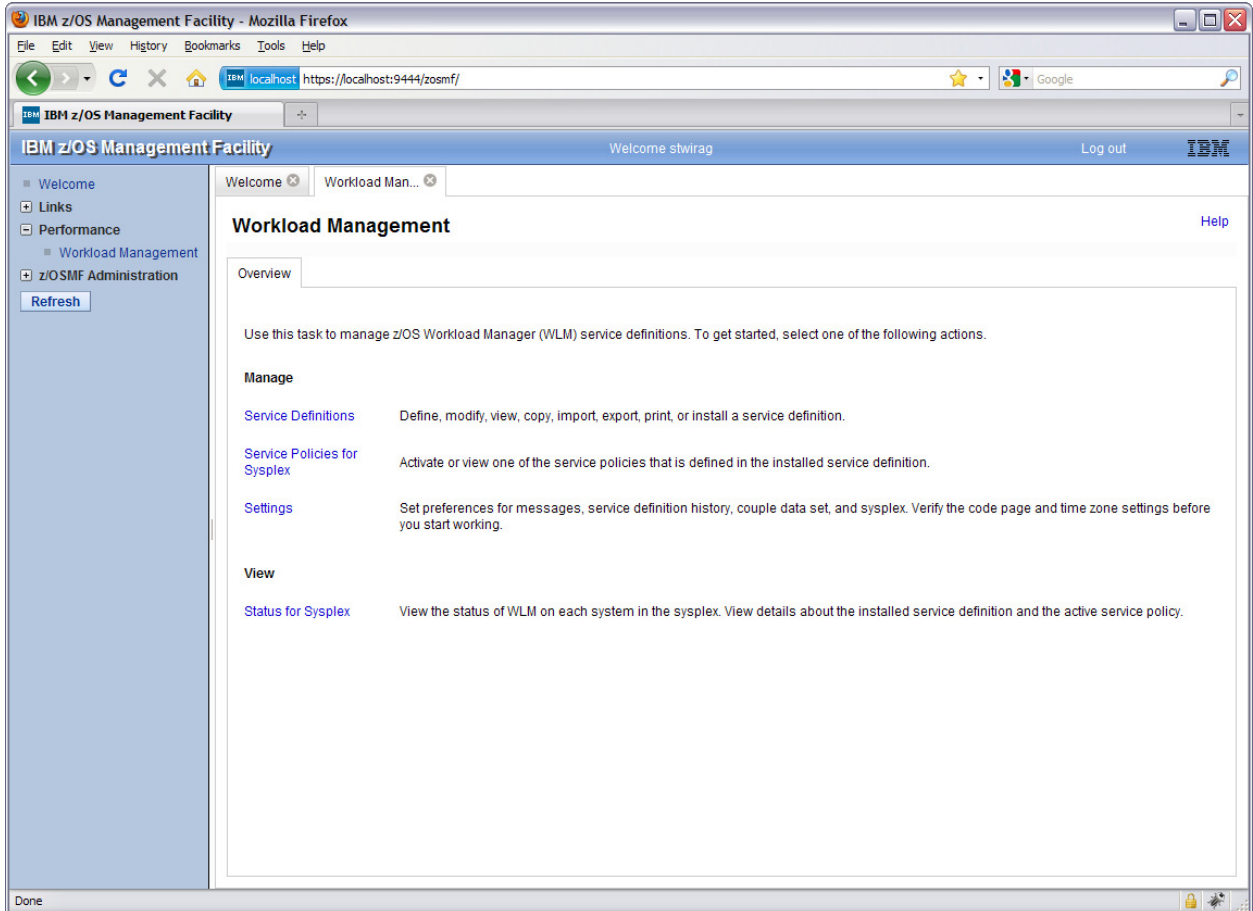 IBM z/OS Management Facility - Mozilla Firefox
File Edit View History Bookmarks Tools Help
IBM localhost https://localhost:9444/zosmf/ Google
IBM IBM z/OS Management Facility
IBM z/OS Management Facility Welcome stwirag Log out IBM
Welcome
Links
Performance
Workload Management
z/OSMF Administration
Refresh
Welcome Workload Man...
Workload Management Help
Overview
Use this task to manage z/OS Workload Manager (WLM) service definitions. To get started, select one of the following actions.
Manage
Service Definitions Define, modify, view, copy, import, export, print, or install a service definition.
Service Policies for
Sysplex
Activate or view one of the service policies that is defined in the installed service definition.
Settings Set preferences for messages, service definition history, couple data set, and sysplex. Verify the code page and time zone settings before
you start working.
View
Status for Sysplex View the status of WLM on each system in the sysplex. View details about the installed service definition and the active service policy.
Done